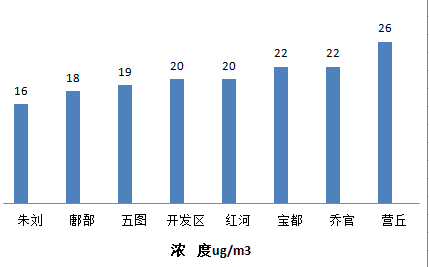 16 18 19 20 20 22 22 26
朱刘 鄌郚 五图 开发区 红河 宝都 乔官 营丘
浓 度ug/m3